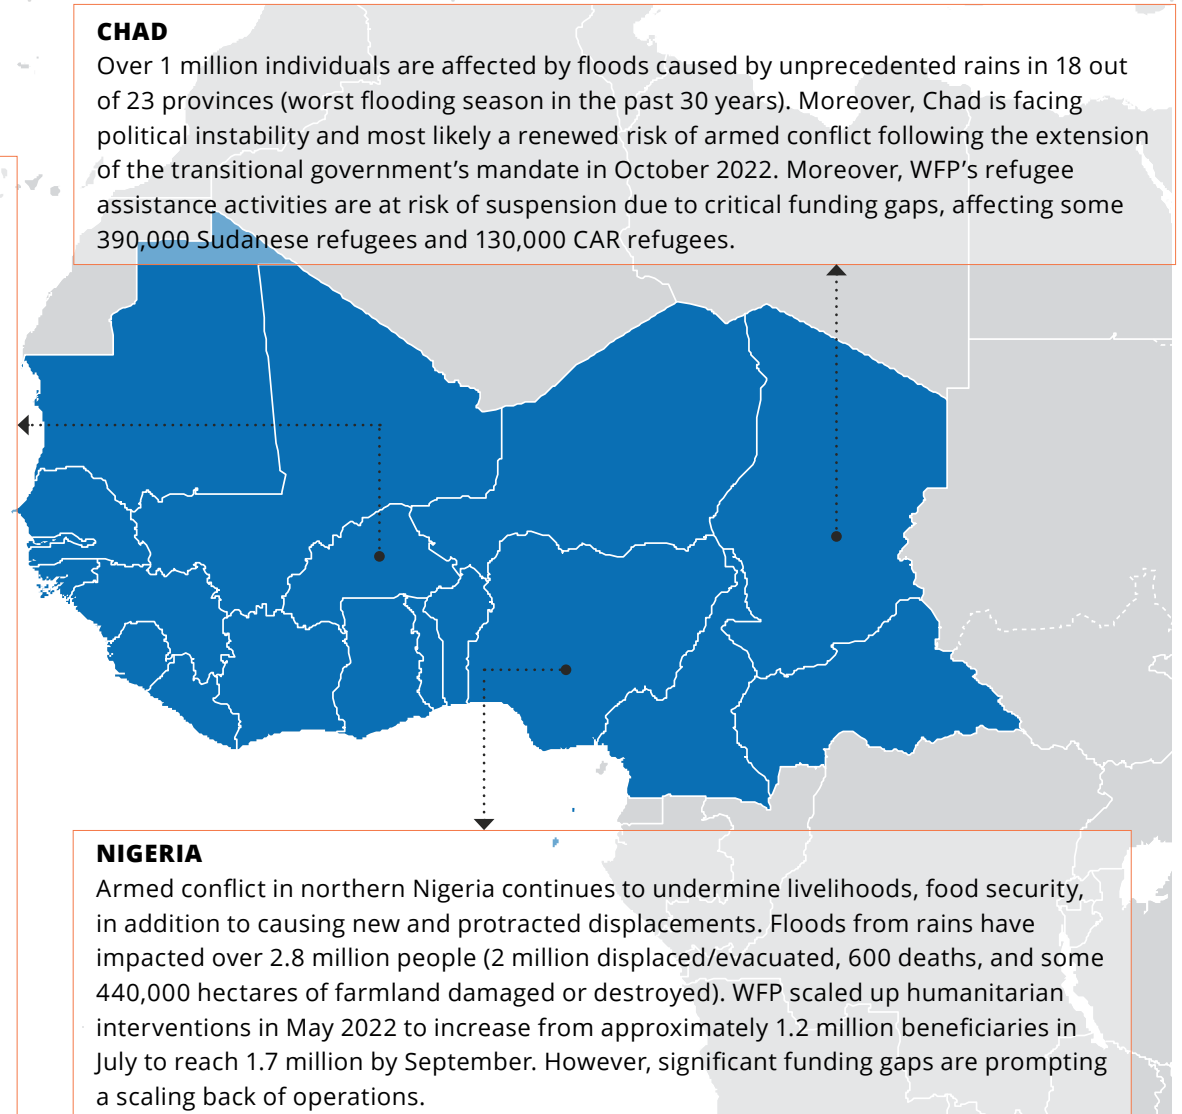 CHAD
Over 1 million individuals are affected by floods caused by unprecedented rains in 18 out
of 23 provinces (worst flooding season in the past 30 years). Moreover, Chad is facing
political instability and most likely a renewed risk of armed conflict following the extension
of the transitional government’s mandate in October 2022. Moreover, WFP’s refugee
assistance activities are at risk of suspension due to critical funding gaps, affecting some
390,000 Sudanese refugees and 130,000 CAR refugees.
NIGERIA
Armed conflict in northern Nigeria continues to undermine livelihoods, food security,
in addition to causing new and protracted displacements. Floods from rains have
impacted over 2.8 million people (2 million displaced/evacuated, 600 deaths, and some
440,000 hectares of farmland damaged or destroyed). WFP scaled up humanitarian
interventions in May 2022 to increase from approximately 1.2 million beneficiaries in
July to reach 1.7 million by September. However, significant funding gaps are prompting
a scaling back of operations.